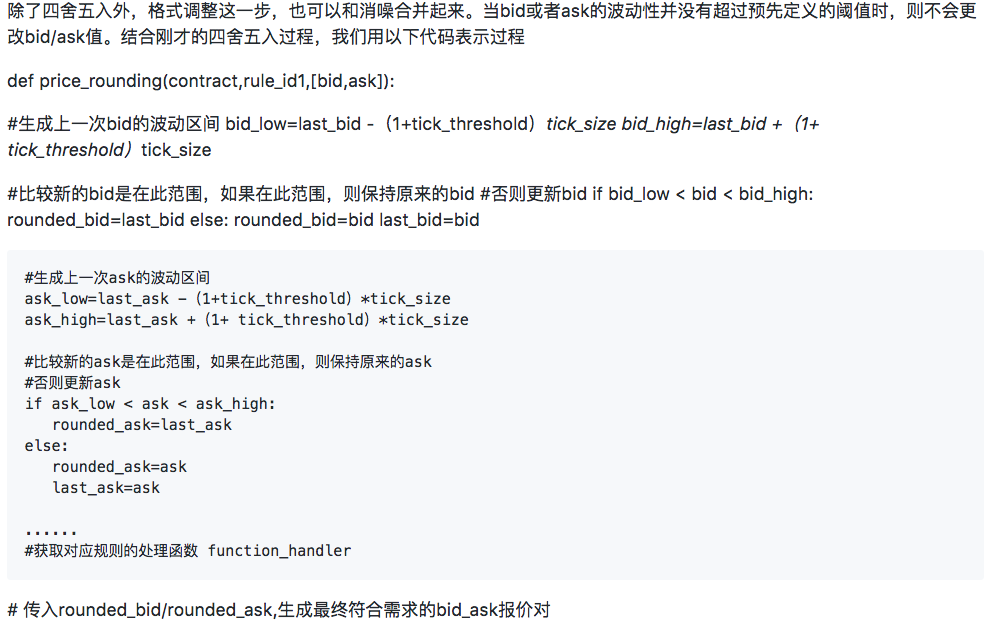 除了四舍五入外，格式调整这一步，也可以和消噪合并起来。当bid或者ask的波动性并没有超过预先定义的阈值时，则不会更
改bid/ask值。结合刚才的四舍五入过程，我们用以下代码表示过程
def price_rounding(contract,rule_id1,[bid,ask]):
#生成上一次bid的波动区间 bid_low=last_bid -（1+tick_threshold）tick_size bid_high=last_bid +（1+
tick_threshold）tick_size
#比较新的bid是在此范围，如果在此范围，则保持原来的bid #否则更新bid if bid_low < bid < bid_high:
rounded_bid=last_bid else: rounded_bid=bid last_bid=bid
#生成上一次ask的波动区间
ask_low=last_ask -（1+tick_threshold）*tick_size
ask_high=last_ask +（1+ tick_threshold）*tick_size
#比较新的ask是在此范围，如果在此范围，则保持原来的ask
#否则更新ask
if ask_low < ask < ask_high:
rounded_ask=last_ask
else:
rounded_ask=ask
last_ask=ask
......
#获取对应规则的处理函数 function_handler
# 传入rounded_bid/rounded_ask,生成最终符合需求的bid_ask报价对